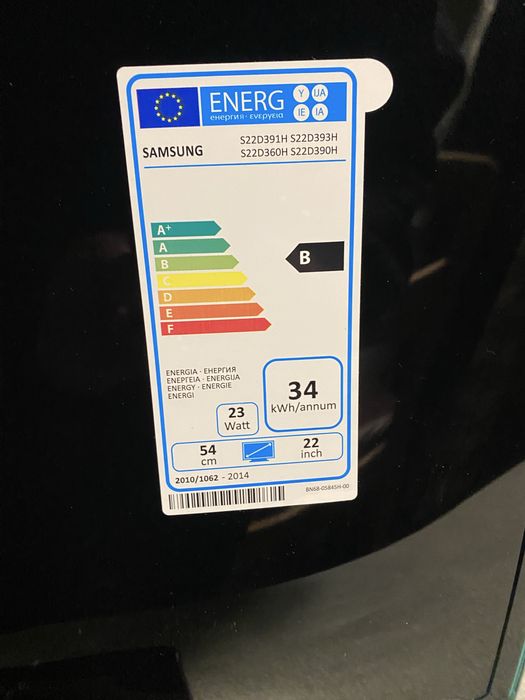 ENERG Y IJA
енергия · ενεργεια IE IA
SAMSUNG
S22D391H S22D393H
S22D360H S22D390H
A+
A
B
C
D
E
F
B
ENERGIA · ЕНЕРГИЯ
ΕΝΕΡΓΕΙΑ · ENERGIJA
ENERGY · ENERGIE
ENERGI
34
kWh/annum
23
Watt
54
cm
22
inch
2010/1062 - 2014
BN68-05845H-00